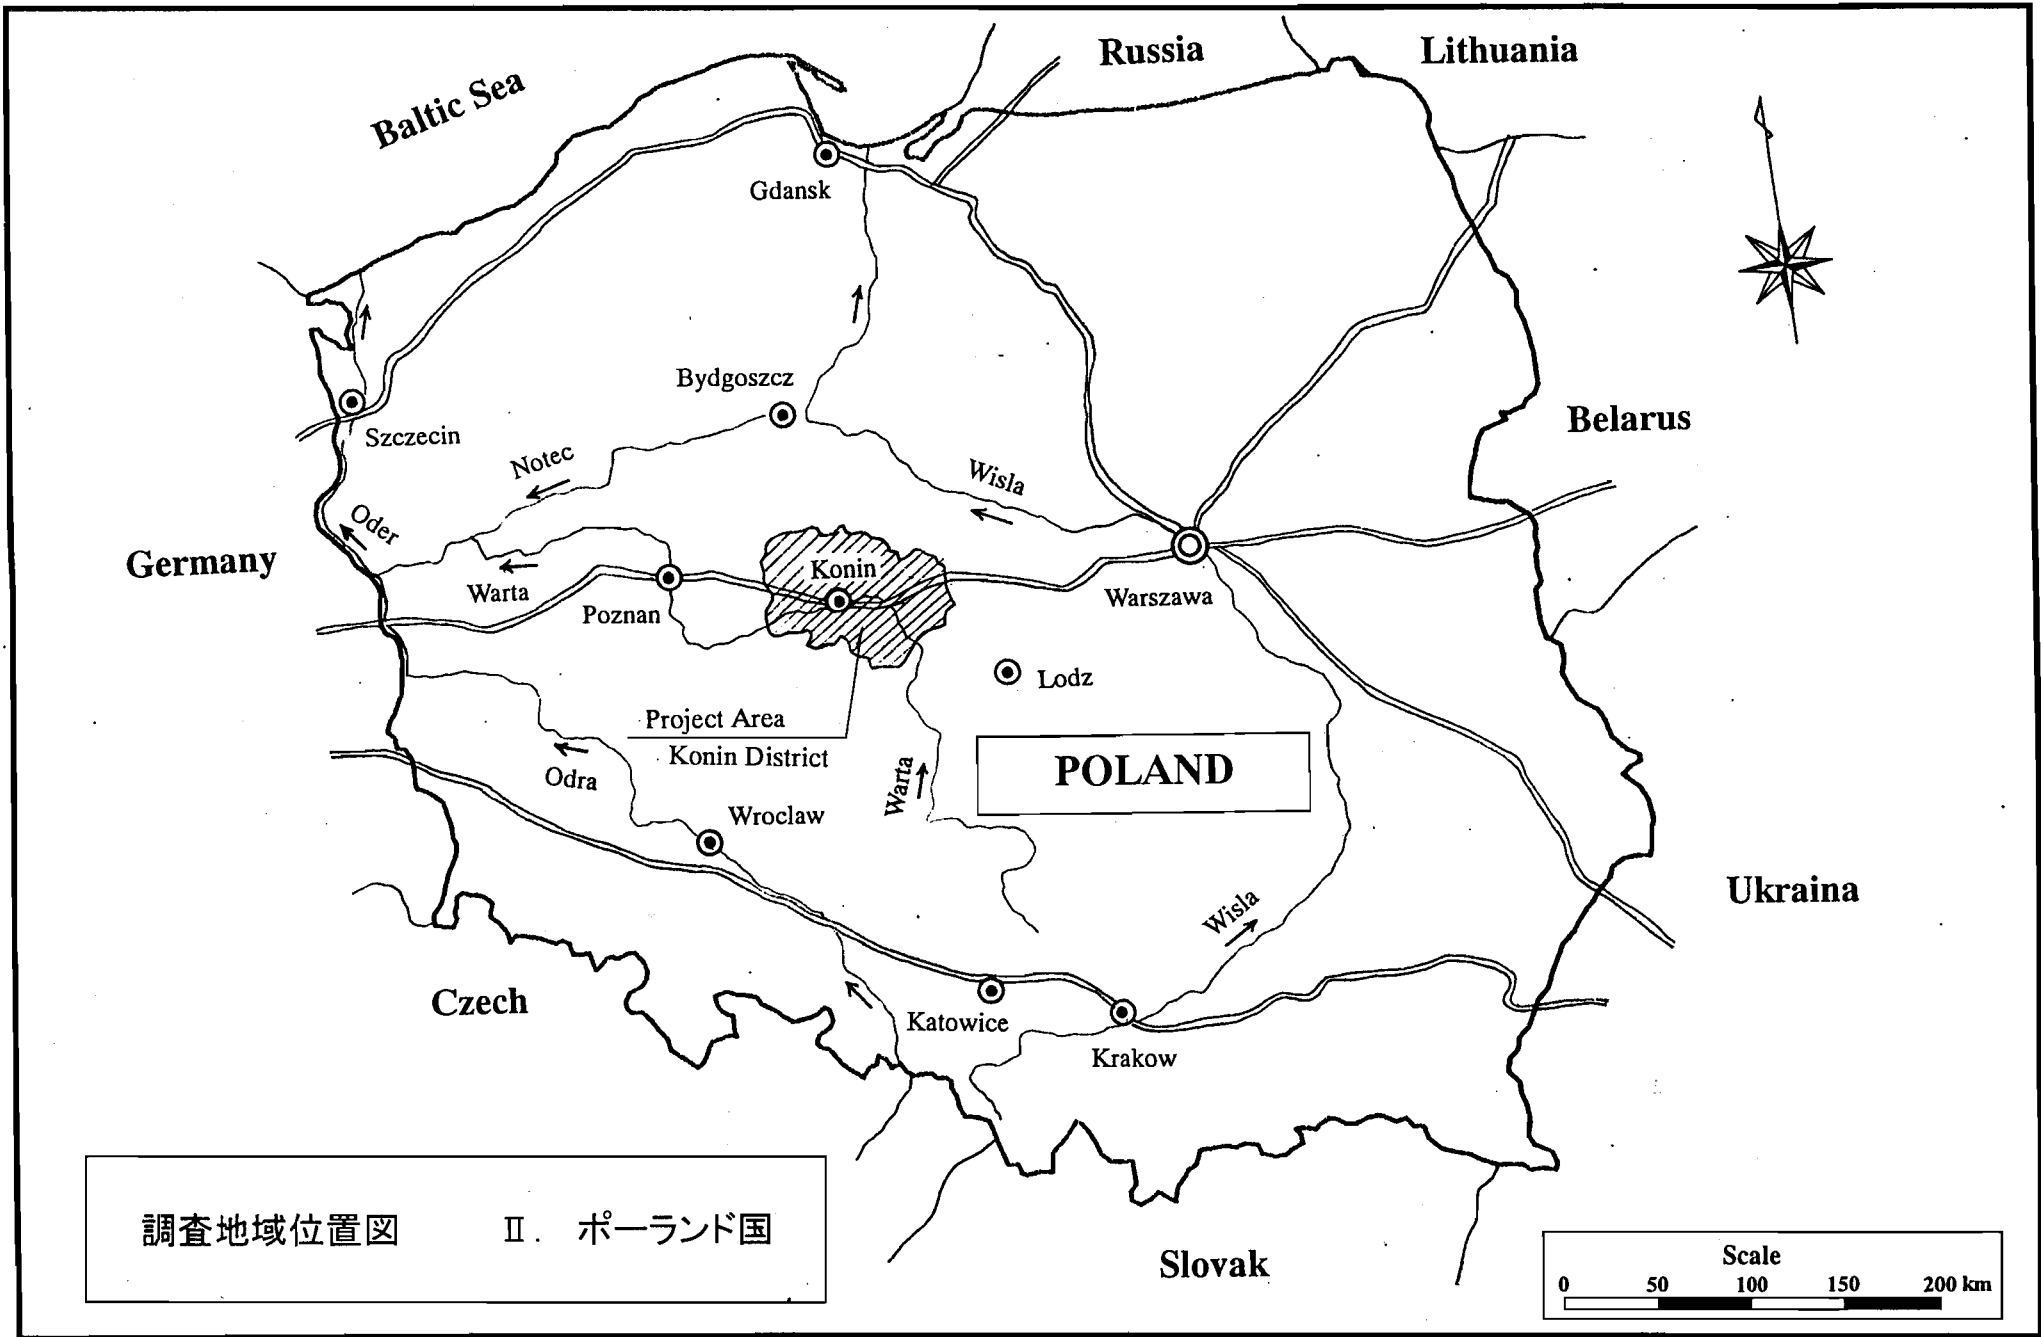 Russia
Lithuania
Baltic Sea
Gdansk
Bydgoszcz
Belarus
Szczecin
Notec
Wisla
Oder
Germany
Konin
Warta
Poznan
Warszawa
Lodz
Project Area
Konin District
POLAND
Odra
Warta
Wroclaw
Ukraina
Wisla
Czech
Katowice
Krakow
調査地域位置図 Ⅱ. ポーランド国
Slovak
Scale
0 50 100 150 200 km